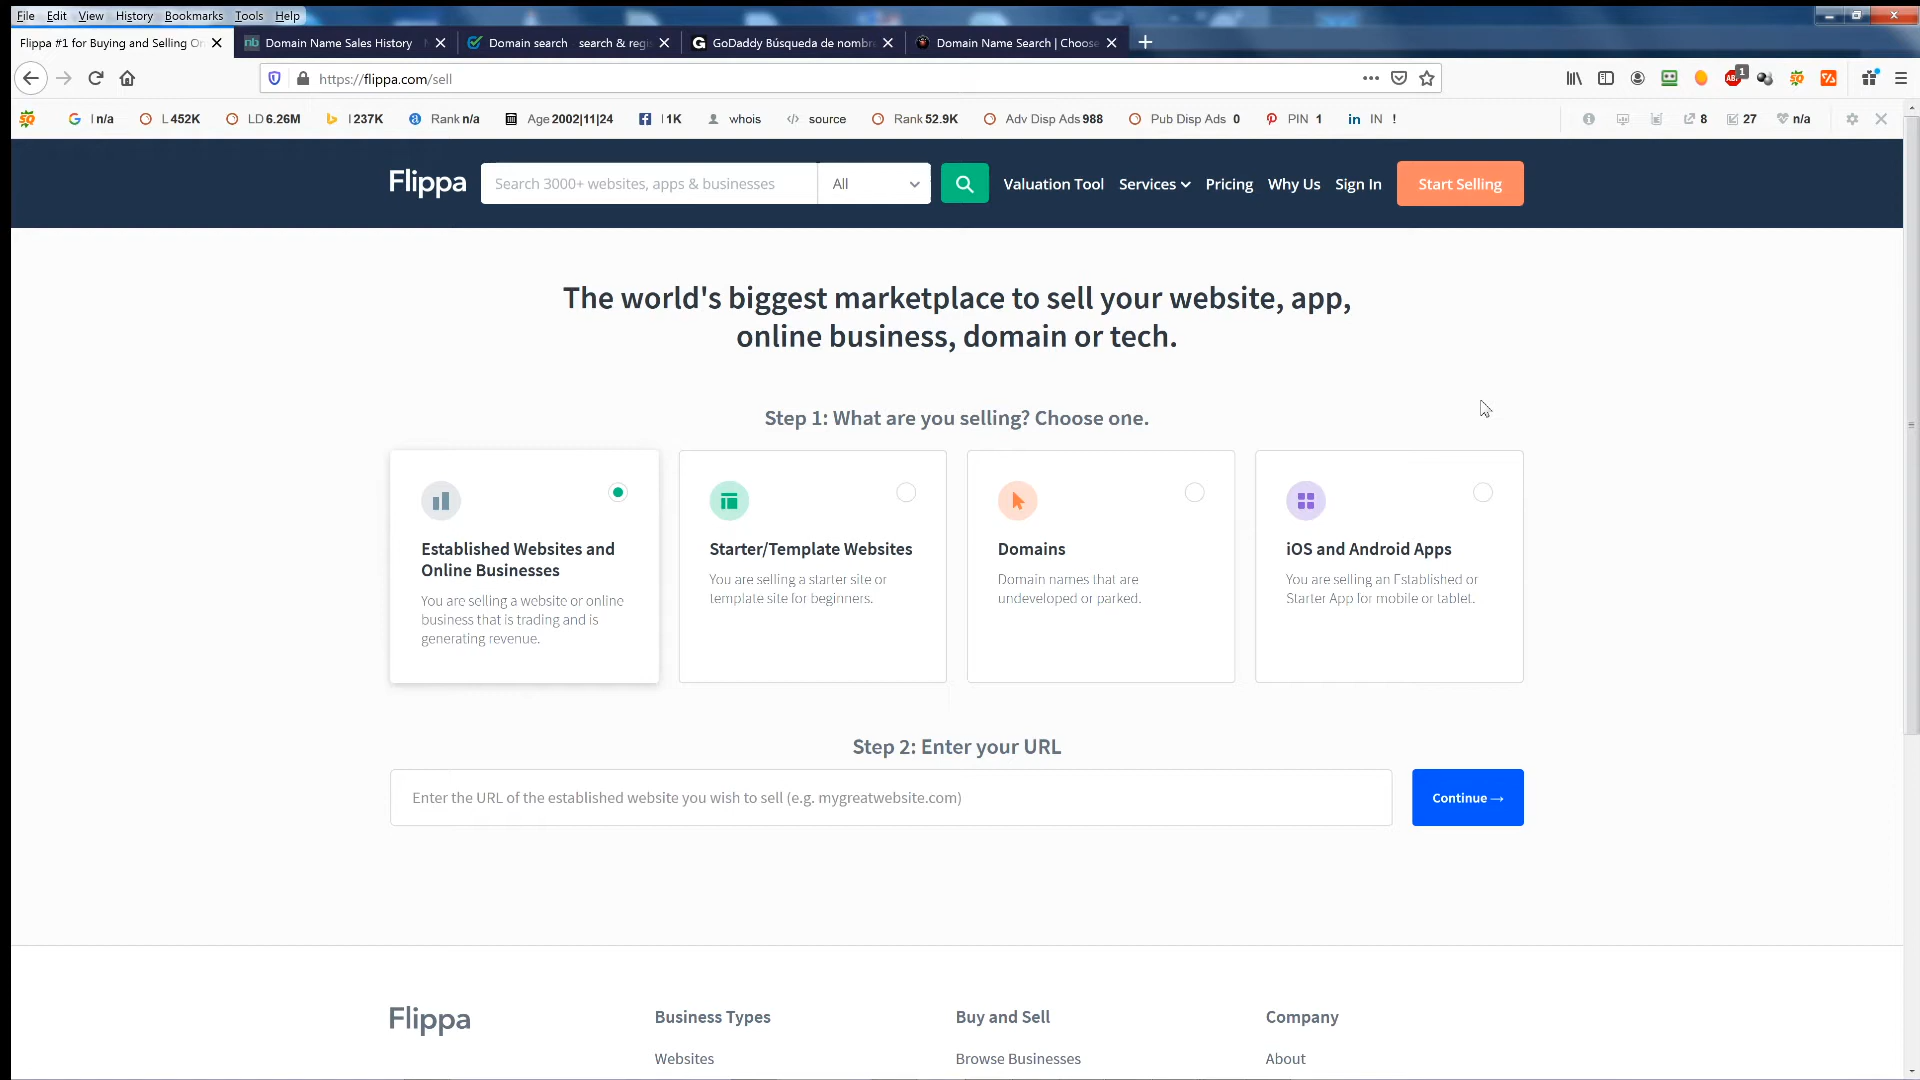 File Edit View History Bookmarks Tools Help
Flippa #1 for Buying and Selling On
Domain Name Sales History
Domain search search & regis
GoDaddy Búsqueda de nombre
Domain Name Search | Choose
https://flippa.com/sell
I n/a L 452K LD 6.26M I 237K Rank n/a Age 2002|11|24 I 1K whois source Rank 52.9K Adv Disp Ads 988 Pub Disp Ads 0 PIN 1 IN ! 8 27 n/a
Flippa Search 3000+ websites, apps & businesses All Valuation Tool Services Pricing Why Us Sign In Start Selling
The world's biggest marketplace to sell your website, app,
online business, domain or tech.
Step 1: What are you selling? Choose one.
Established Websites and
Online Businesses
You are selling a website or online
business that is trading and is
generating revenue.
Starter/Template Websites
You are selling a starter site or
template site for beginners.
Domains
Domain names that are
undeveloped or parked.
iOS and Android Apps
You are selling an Established or
Starter App for mobile or tablet.
Step 2: Enter your URL
Enter the URL of the established website you wish to sell (e.g. mygreatwebsite.com)
Continue →
Flippa
Business Types
Websites
Buy and Sell
Browse Businesses
Company
About